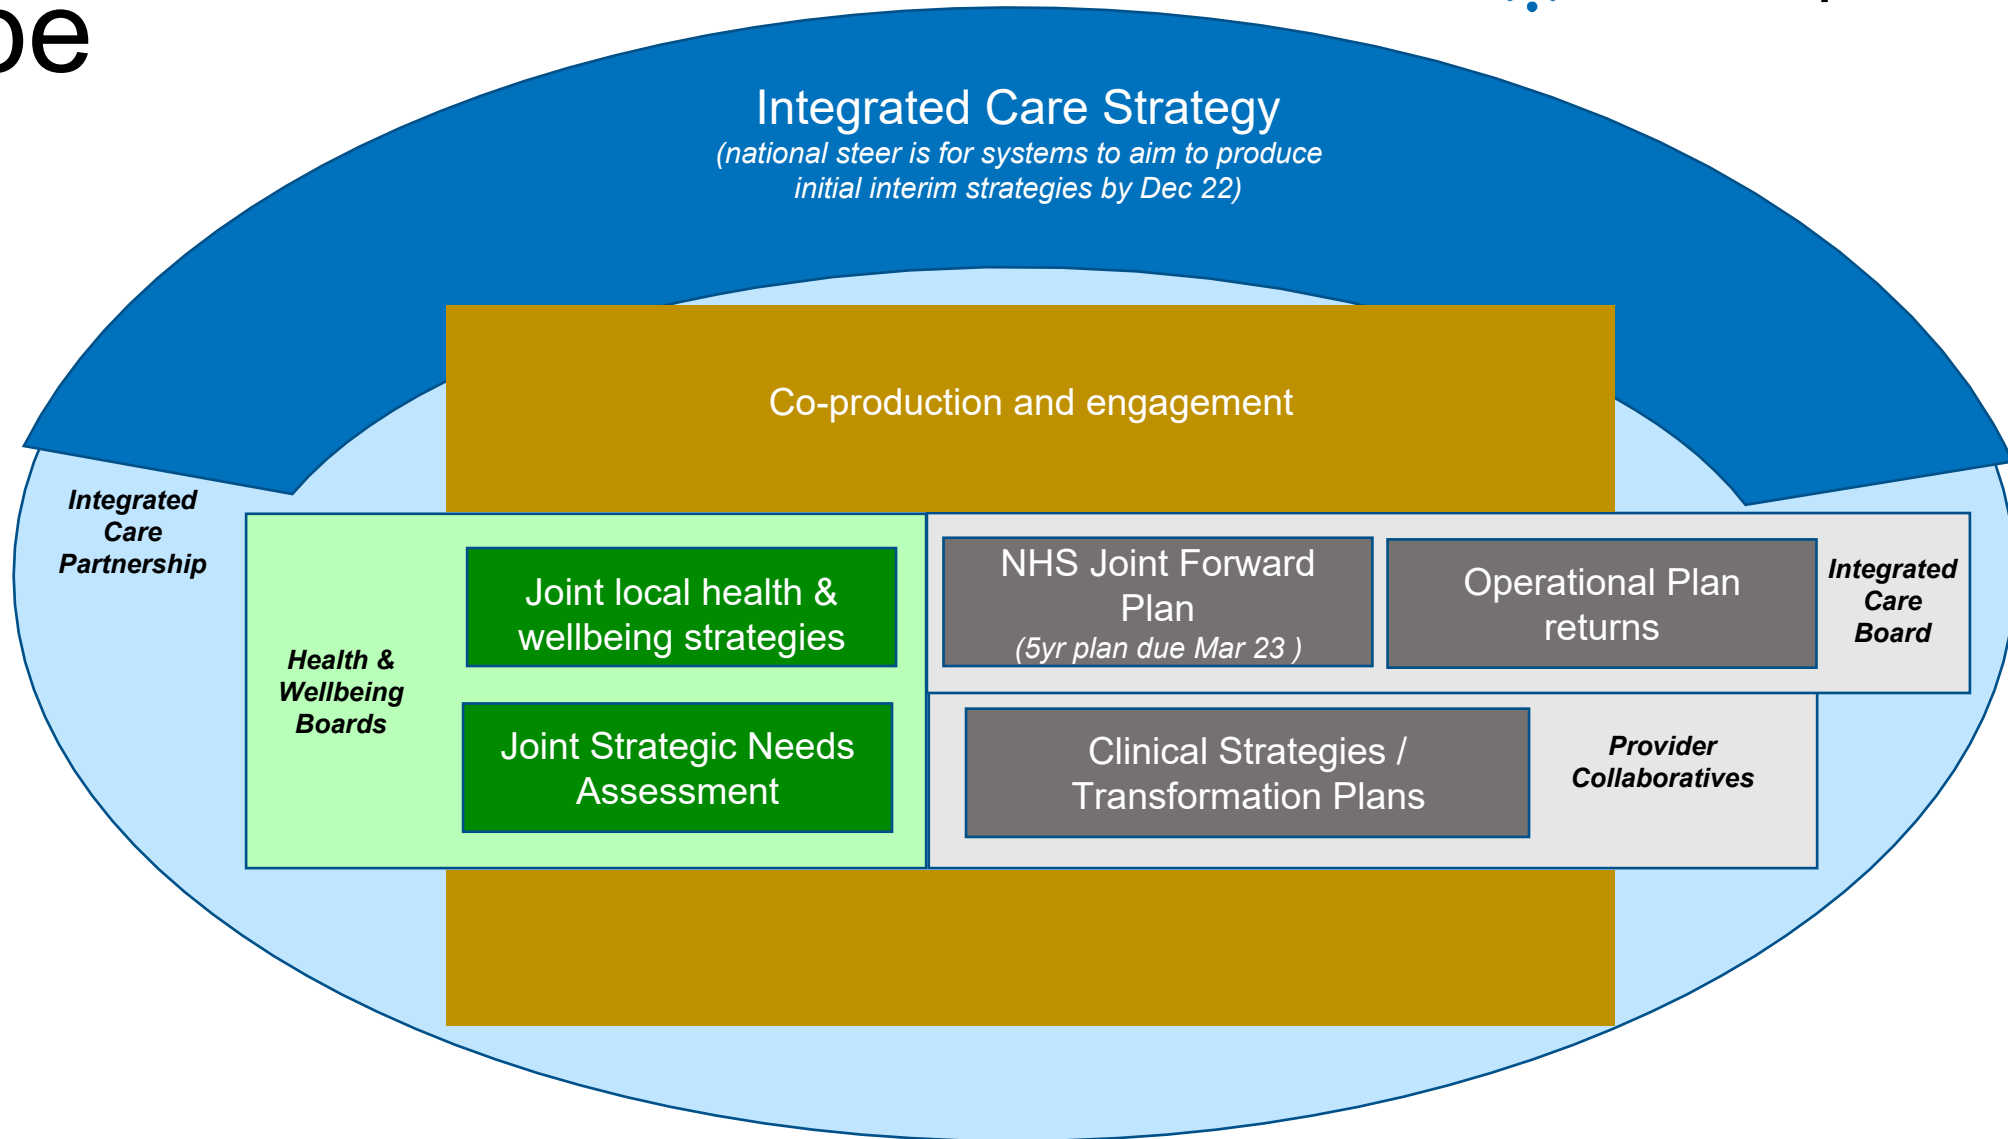 be
Integrated Care Strategy
(national steer is for systems to aim to produce
initial interim strategies by Dec 22)
Co-production and engagement
Integrated
Care
Partnership
Health &
Wellbeing
Boards
Joint local health &
wellbeing strategies
Joint Strategic Needs
Assessment
NHS Joint Forward
Plan
(5yr plan due Mar 23 )
Operational Plan
returns
Integrated
Care
Board
Clinical Strategies /
Transformation Plans
Provider
Collaboratives